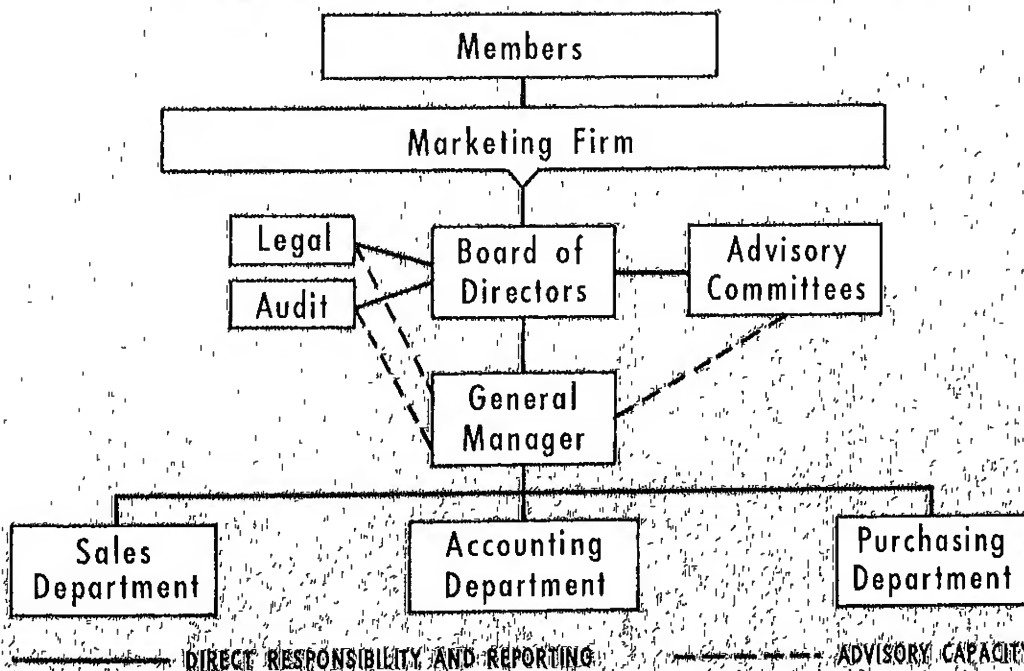 Members
Marketing Firm
Legal
Board of
Directors
Advisory
Committees
Audit
General
Manager
Sales
Department
Accounting
Department
Purchasing
Department
DIRECT RESPONSIBILITY AND REPORTING
ADVISORY CAPACIT